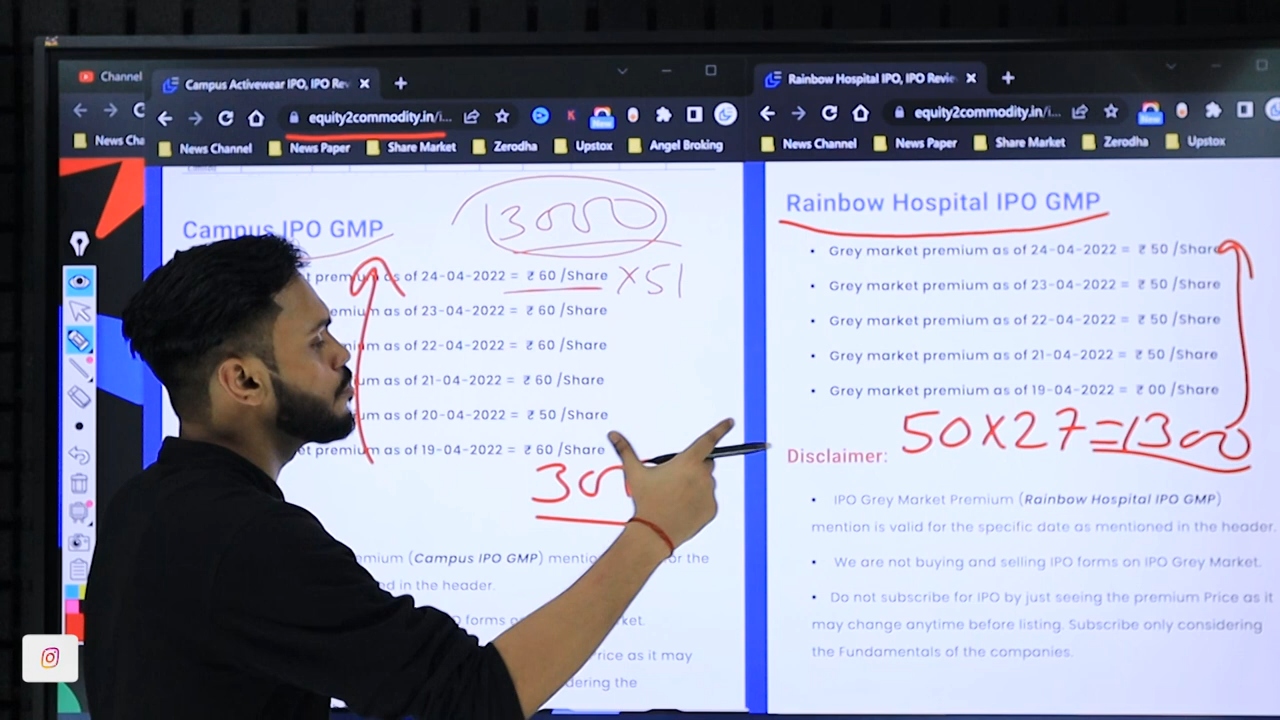 Channel
Campus Activewear IPO, IPO Rev
equity2commodity.in/i...
New
News Cha
News Channel
News Paper
Share Market
Zerodha
Upstox
Angel Broking
Campus IPO GMP
13000
premium as of 24-04-2022 = ₹ 60 /Share
×51
emium as of 23-04-2022 = ₹ 60 /Share
nium as of 22-04-2022 = ₹ 60 /Share
um as of 21-04-2022 = ₹ 60 /Share
um as of 20-04-2022 = ₹ 50 /Share
et premium as of 19-04-2022 = ₹ 60 /Share
emium (Campus IPO GMP) mentio or the
ed in the header.
O forms o ket.
Price as it may
dering the
Rainbow Hospital IPO, IPO Revie
equity2commodity.in/i...
New
News Channel
News Paper
Share Market
Zerodha
Upstox
Rainbow Hospital IPO GMP
• Grey market premium as of 24-04-2022 = ₹ 50 /Share
• Grey market premium as of 23-04-2022 = ₹ 50 /Share
• Grey market premium as of 22-04-2022 = ₹ 50 /Share
• Grey market premium as of 21-04-2022 = ₹ 50 /Share
• Grey market premium as of 19-04-2022 = ₹ 00 /Share
50×27=1300
Disclaimer:
• IPO Grey Market Premium (Rainbow Hospital IPO GMP)
mention is valid for the specific date as mentioned in the header.
• We are not buying and selling IPO forms on IPO Grey Market.
• Do not subscribe for IPO by just seeing the premium Price as it
may change anytime before listing. Subscribe only considering
the Fundamentals of the companies.